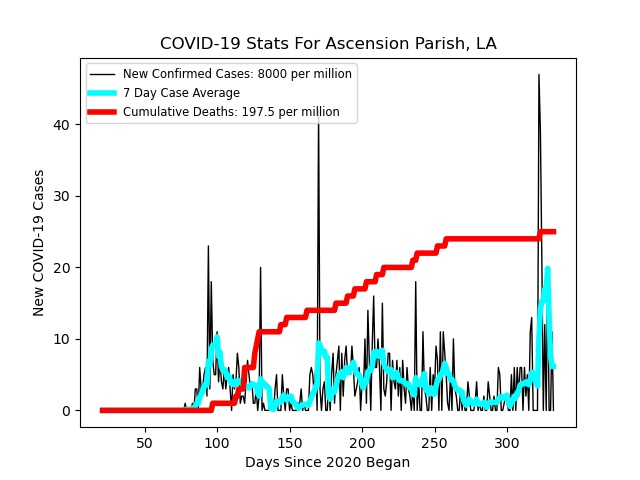 COVID-19 Stats For Ascension Parish, LA
New Confirmed Cases: 8000 per million
7 Day Case Average
Cumulative Deaths: 197.5 per million
New COVID-19 Cases
40
30
20
10
0
50 100 150 200 250 300
Days Since 2020 Began